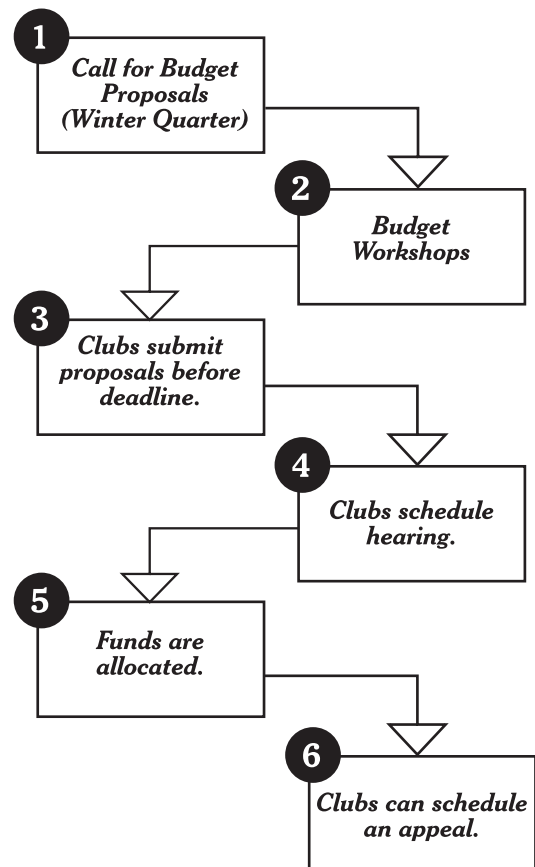 1
Call for Budget
Proposals
(Winter Quarter)
2
Budget
Workshops
3
Clubs submit
proposals before
deadline.
4
Clubs schedule
hearing.
5
Funds are
allocated.
6
Clubs can schedule
an appeal.